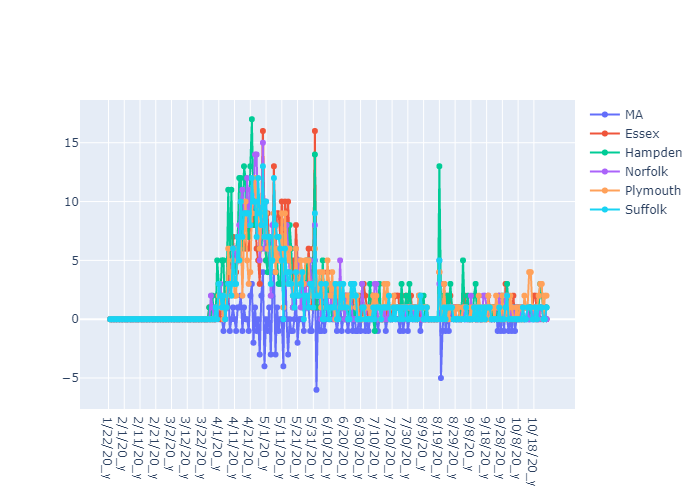 MA
Essex
Hampden
Norfolk
Plymouth
Suffolk
15
10
5
0
−5
1/22/20_y
2/1/20_y
2/11/20_y
2/21/20_y
3/2/20_y
3/12/20_y
3/22/20_y
4/1/20_y
4/11/20_y
4/21/20_y
5/1/20_y
5/11/20_y
5/21/20_y
5/31/20_y
6/10/20_y
6/20/20_y
6/30/20_y
7/10/20_y
7/20/20_y
7/30/20_y
8/9/20_y
8/19/20_y
8/29/20_y
9/8/20_y
9/18/20_y
9/28/20_y
10/8/20_y
10/18/20_y